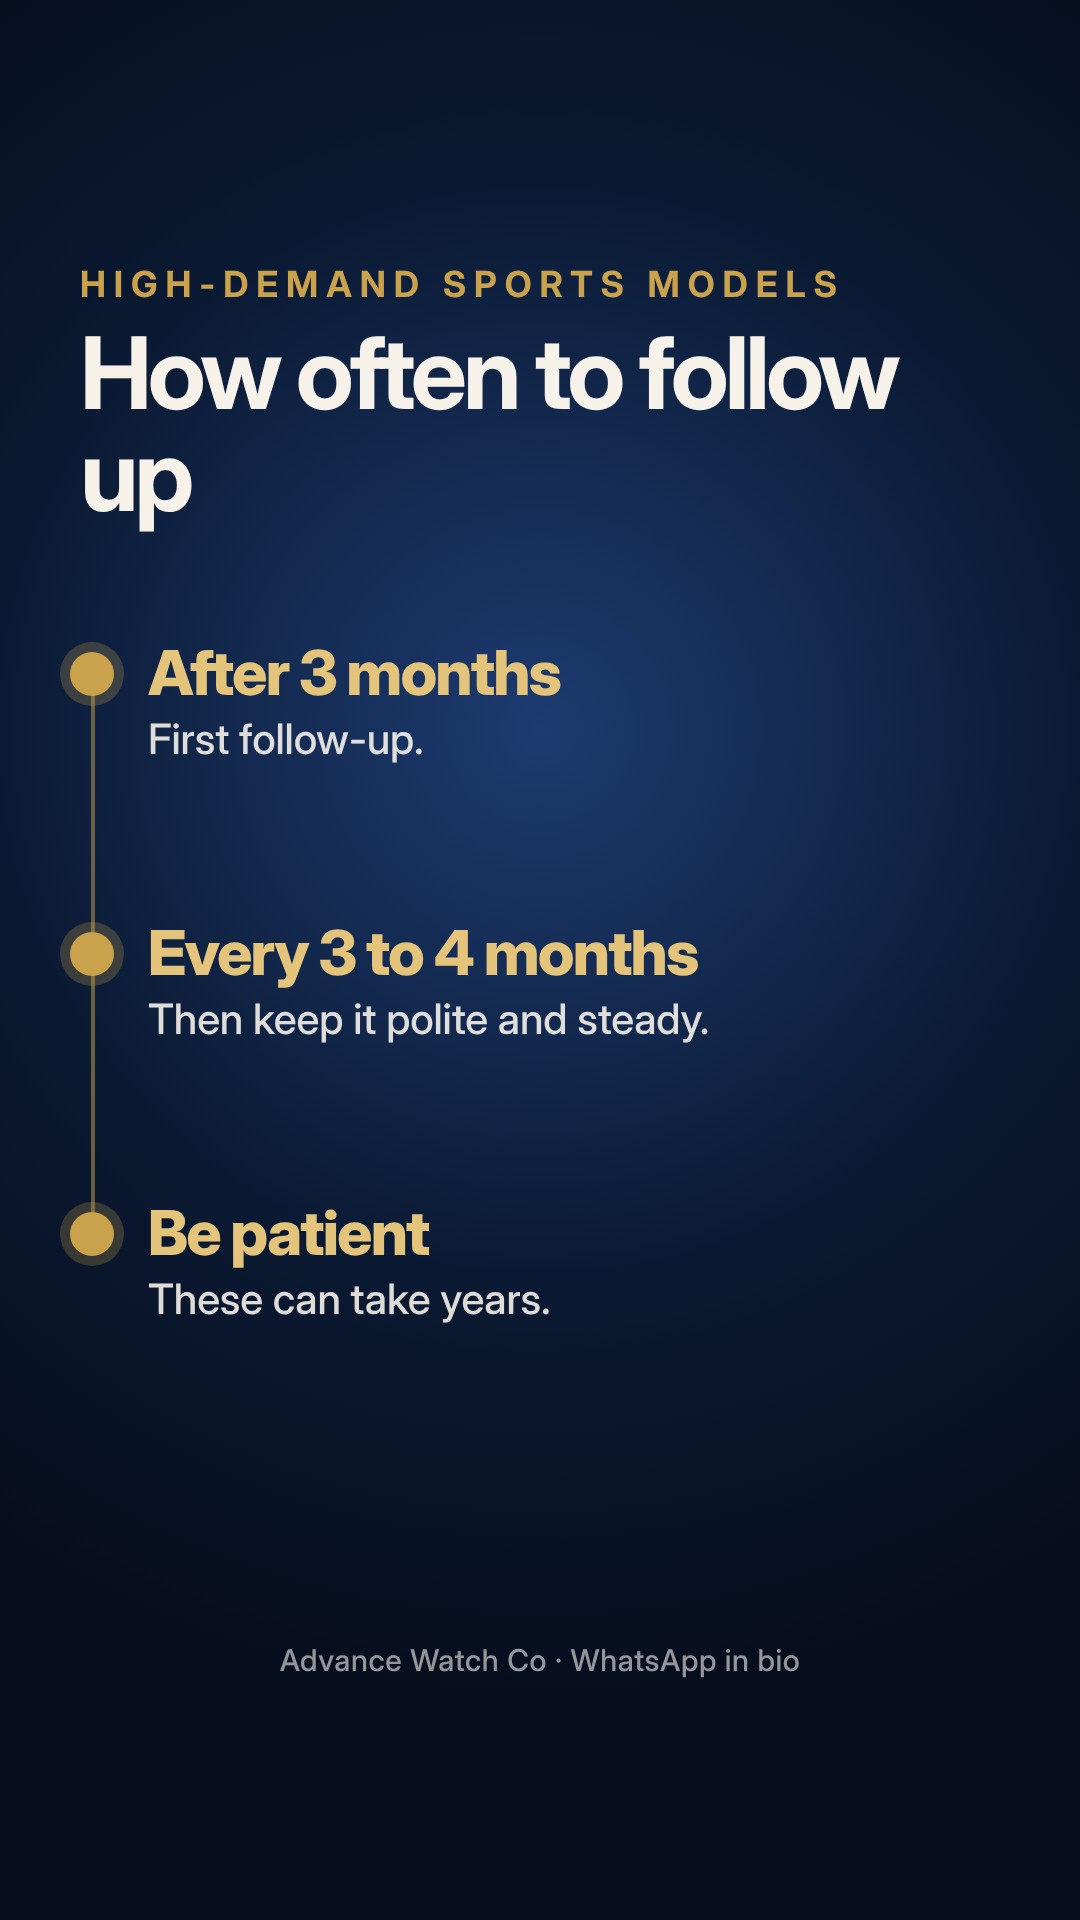 HIGH-DEMAND SPORTS MODELS
How often to follow
up
After 3 months
First follow-up.
Every 3 to 4 months
Then keep it polite and steady.
Be patient
These can take years.
Advance Watch Co · WhatsApp in bio